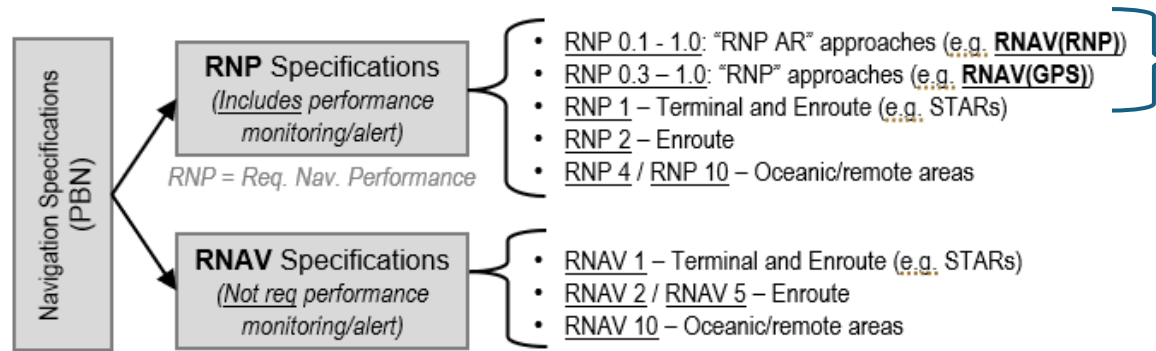 Navigation Specifications
(PBN)
RNP Specifications
(Includes performance
monitoring/alert)
RNP = Req. Nav. Performance
• RNP 0.1 - 1.0: “RNP AR” approaches (e.g. RNAV(RNP))
• RNP 0.3 – 1.0: “RNP” approaches (e.g. RNAV(GPS))
• RNP 1 – Terminal and Enroute (e.g. STARs)
• RNP 2 – Enroute
• RNP 4 / RNP 10 – Oceanic/remote areas
RNAV Specifications
(Not req performance
monitoring/alert)
• RNAV 1 – Terminal and Enroute (e.g. STARs)
• RNAV 2 / RNAV 5 – Enroute
• RNAV 10 – Oceanic/remote areas